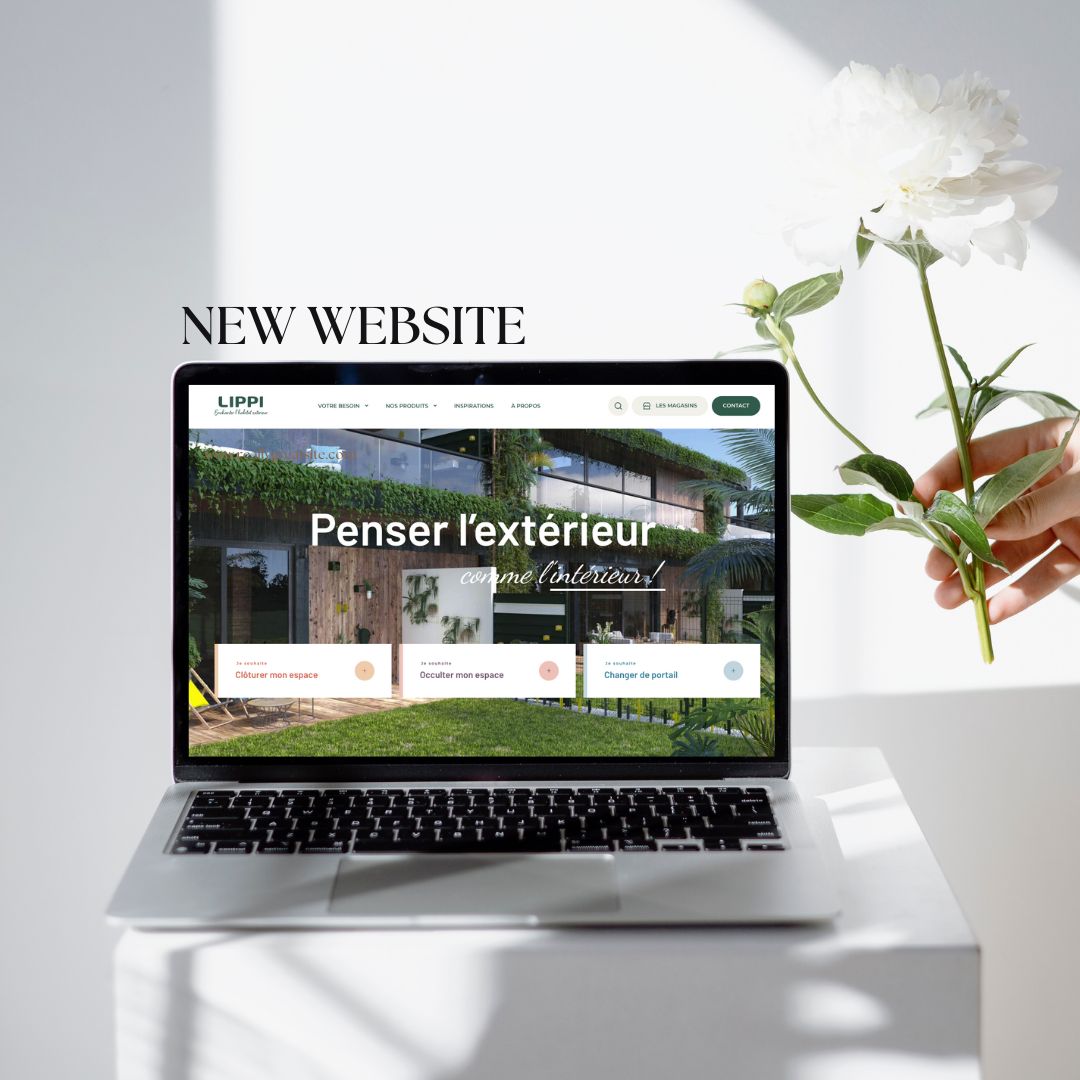 NEW WEBSITE
LIPPI
VOTRE BESOIN
NOS PRODUITS
INSPIRATIONS
À PROPOS
LES MAGASINS
CONTACT
Penser l'extérieur
comme l'intérieur !
Je souhaite
Clôturer mon espace
Je souhaite
Occulter mon espace
Je souhaite
Changer de portail